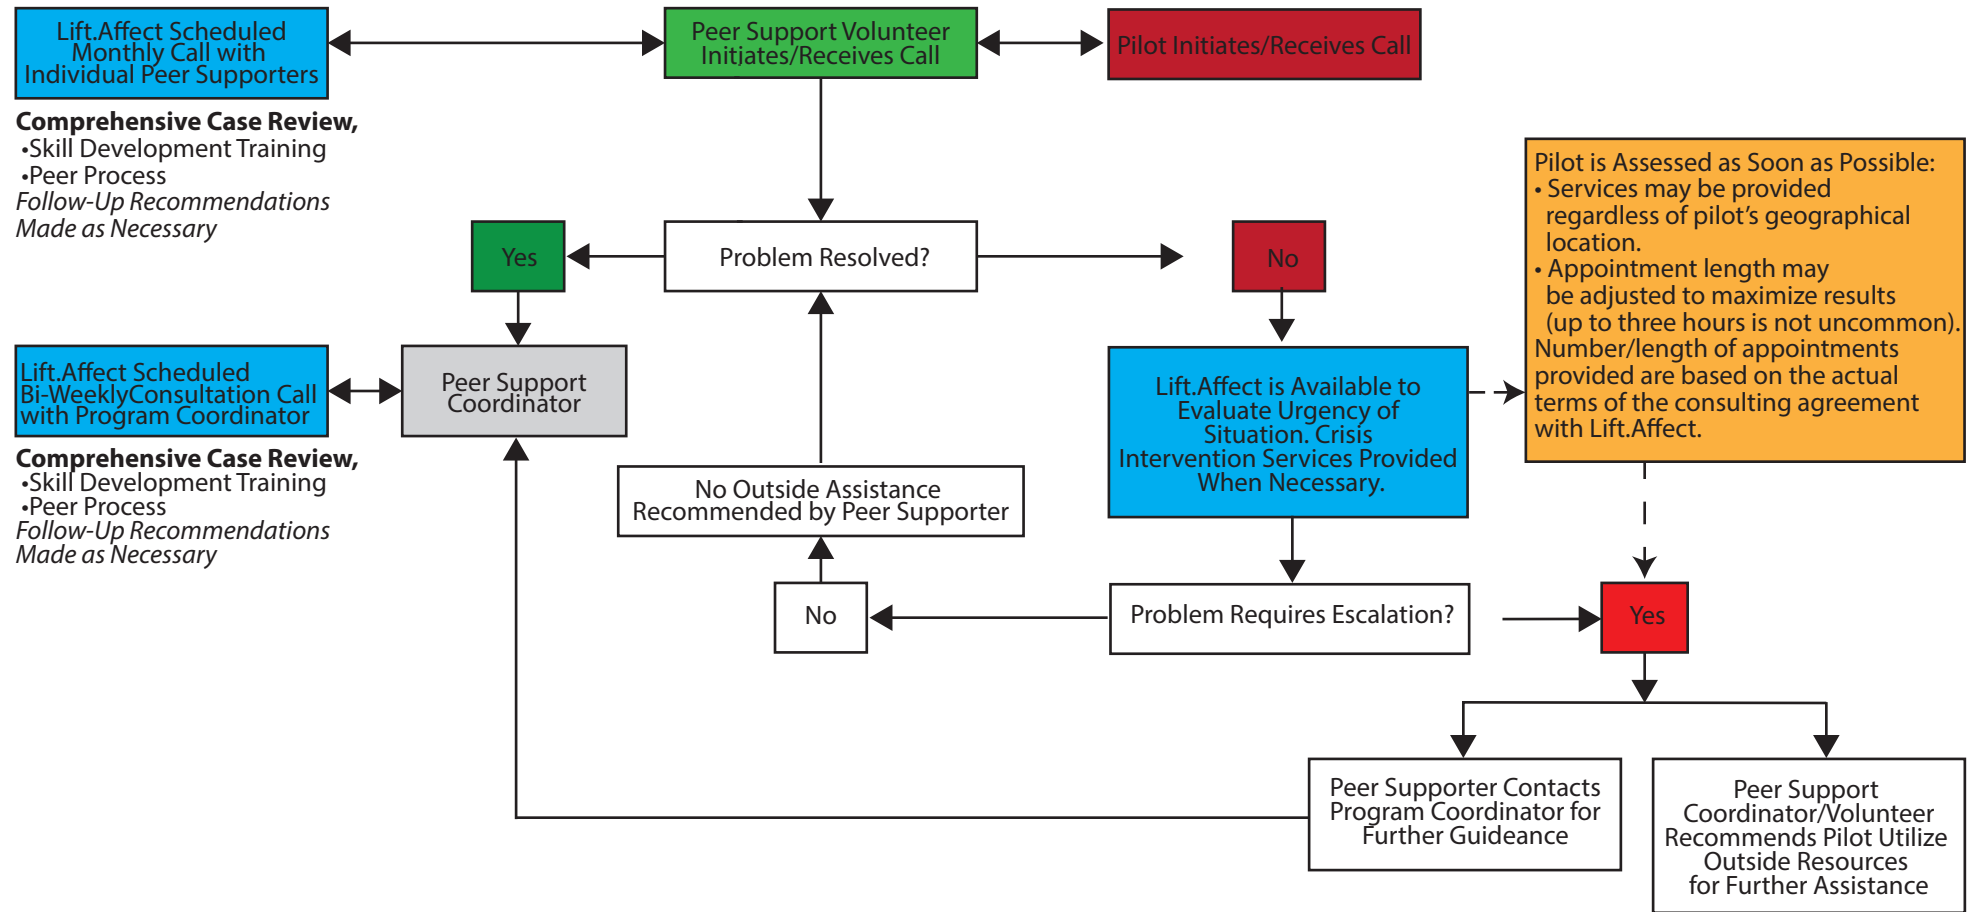 Lift.Affect Scheduled
Monthly Call with
Individual Peer Supporters
Peer Support Volunteer
Initiates/Receives Call
Pilot Initiates/Receives Call
Comprehensive Case Review,
•Skill Development Training
•Peer Process
Follow-Up Recommendations
Made as Necessary
Pilot is Assessed as Soon as Possible:
• Services may be provided
regardless of pilot's geographical
location.
• Appointment length may
be adjusted to maximize results
(up to three hours is not uncommon).
Number/length of appointments
provided are based on the actual
terms of the consulting agreement
with Lift.Affect.
Yes
Problem Resolved?
No
Lift.Affect Scheduled
Bi-WeeklyConsultation Call
with Program Coordinator
Peer Support
Coordinator
Lift.Affect is Available to
Evaluate Urgency of
Situation. Crisis
Intervention Services Provided
When Necessary.
Comprehensive Case Review,
•Skill Development Training
•Peer Process
Follow-Up Recommendations
Made as Necessary
No Outside Assistance
Recommended by Peer Supporter
No
Problem Requires Escalation?
Yes
Peer Supporter Contacts
Program Coordinator for
Further Guideance
Peer Support
Coordinator/Volunteer
Recommends Pilot Utilize
Outside Resources
for Further Assistance